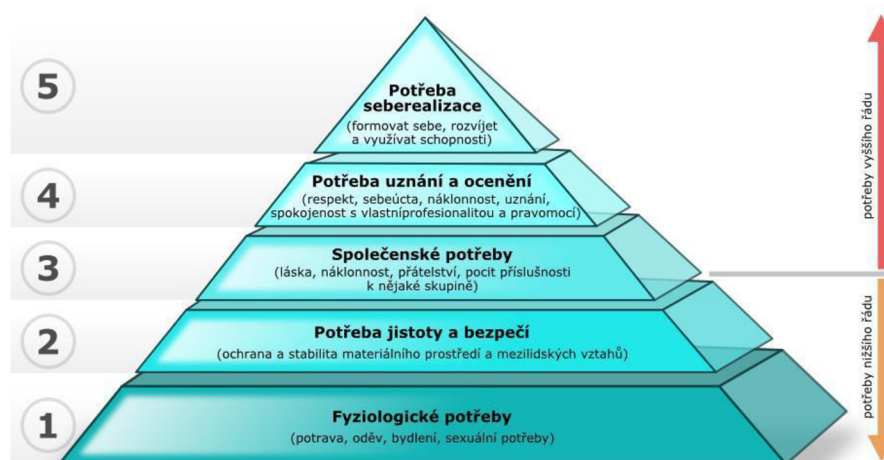 5
Potřeba
seberealizace
(formovat sebe, rozvíjet
a využívat schopnosti)
4
Potřeba uznání a ocenění
(respekt, sebeúcta, náklonnost, uznání,
spokojenost s vlastníprofesionalitou a pravomocí)
3
Společenské potřeby
(láska, náklonnost, přátelství, pocit příslušnosti
k nějaké skupině)
2
Potřeba jistoty a bezpečí
(ochrana a stabilita materiálního prostředí a mezilidských vztahů)
1
Fyziologické potřeby
(potrava, oděv, bydlení, sexuální potřeby)
potřeby vyššího řádu
potřeby nižšího řádu